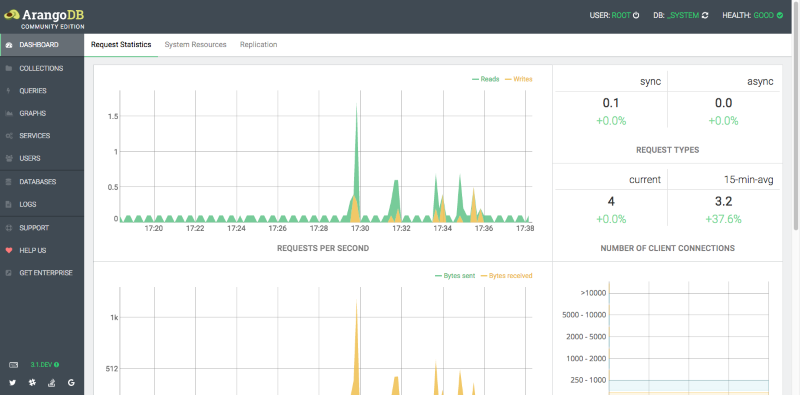 ArangoDB
COMMUNITY EDITION
USER: ROOT
DB: _SYSTEM
HEALTH: GOOD
DASHBOARD
COLLECTIONS
QUERIES
GRAPHS
SERVICES
USERS
DATABASES
LOGS
SUPPORT
HELP US
GET ENTERPRISE
3.1.DEV
Request Statistics
System Resources
Replication
Reads
Writes
1.5
1
0.5
0
17:20
17:22
17:24
17:26
17:28
17:30
17:32
17:34
17:36
17:38
REQUESTS PER SECOND
sync
async
0.1
0.0
+0.0%
+0.0%
REQUEST TYPES
current
15-min-avg
4
3.2
+0.0%
+37.6%
NUMBER OF CLIENT CONNECTIONS
Bytes sent
Bytes received
1k
512
>10000
5000 - 10000
2000 - 5000
1000 - 2000
250 - 1000